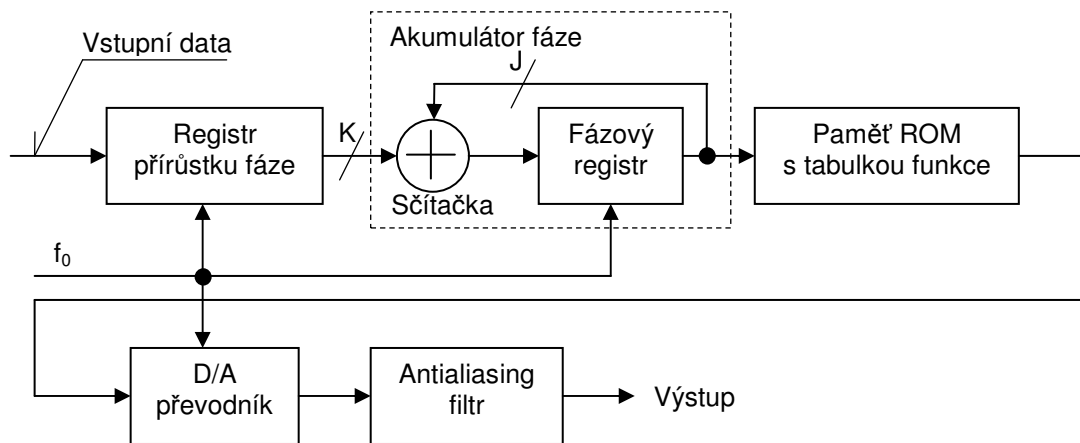 Vstupní data
Akumulátor fáze
J
Registr
přírůstku fáze
K
Sčítačka
Fázový
registr
Paměť ROM
s tabulkou funkce
f₀
D/A
převodník
Antialiasing
filtr
Výstup